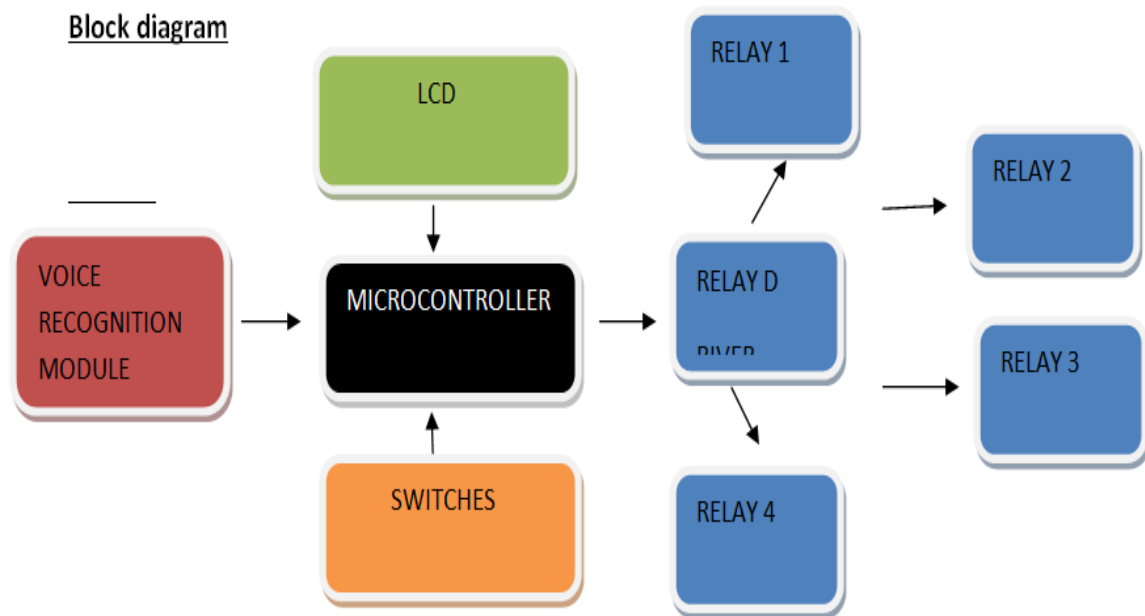 Block diagram
LCD
RELAY 1
RELAY 2
VOICE
RECOGNITION
MODULE
MICROCONTROLLER
RELAY D
RELAY 3
SWITCHES
RELAY 4